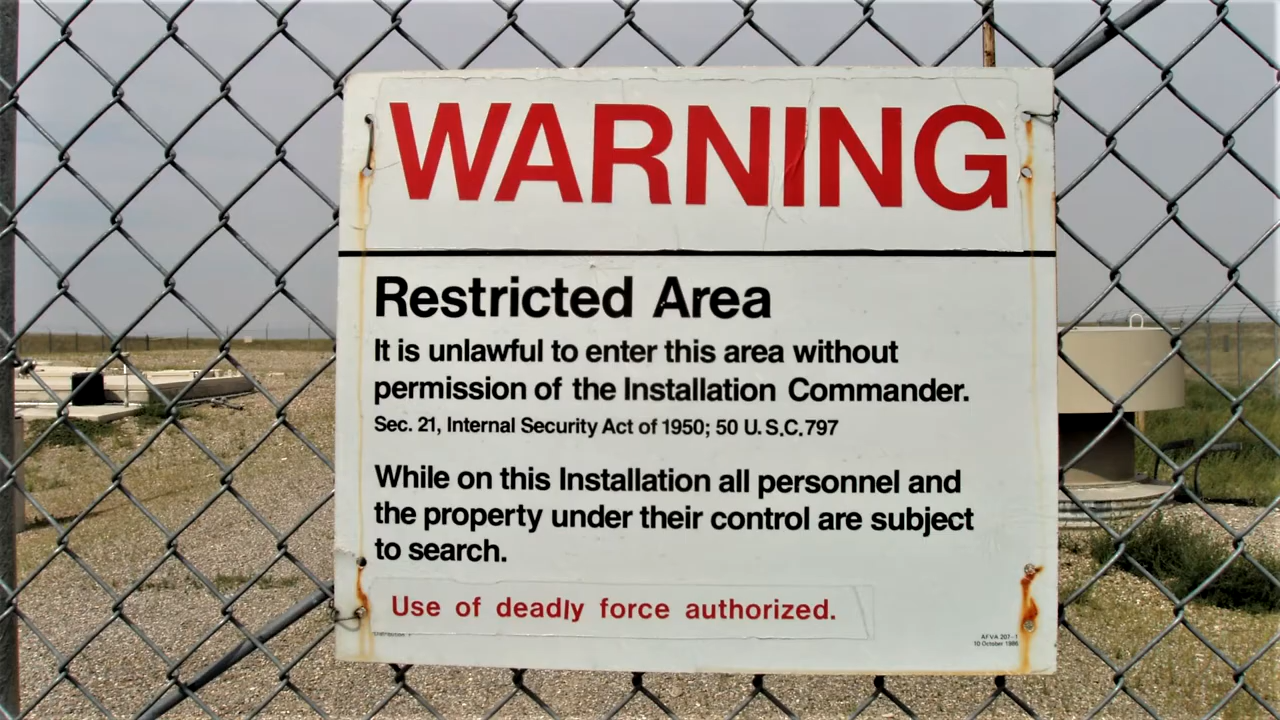 WARNING
Restricted Area
It is unlawful to enter this area without
permission of the Installation Commander.
Sec. 21, Internal Security Act of 1950; 50 U.S.C.797
While on this Installation all personnel and
the property under their control are subject
to search.
Use of deadly force authorized.
AFVA 207-1
10 October 1986